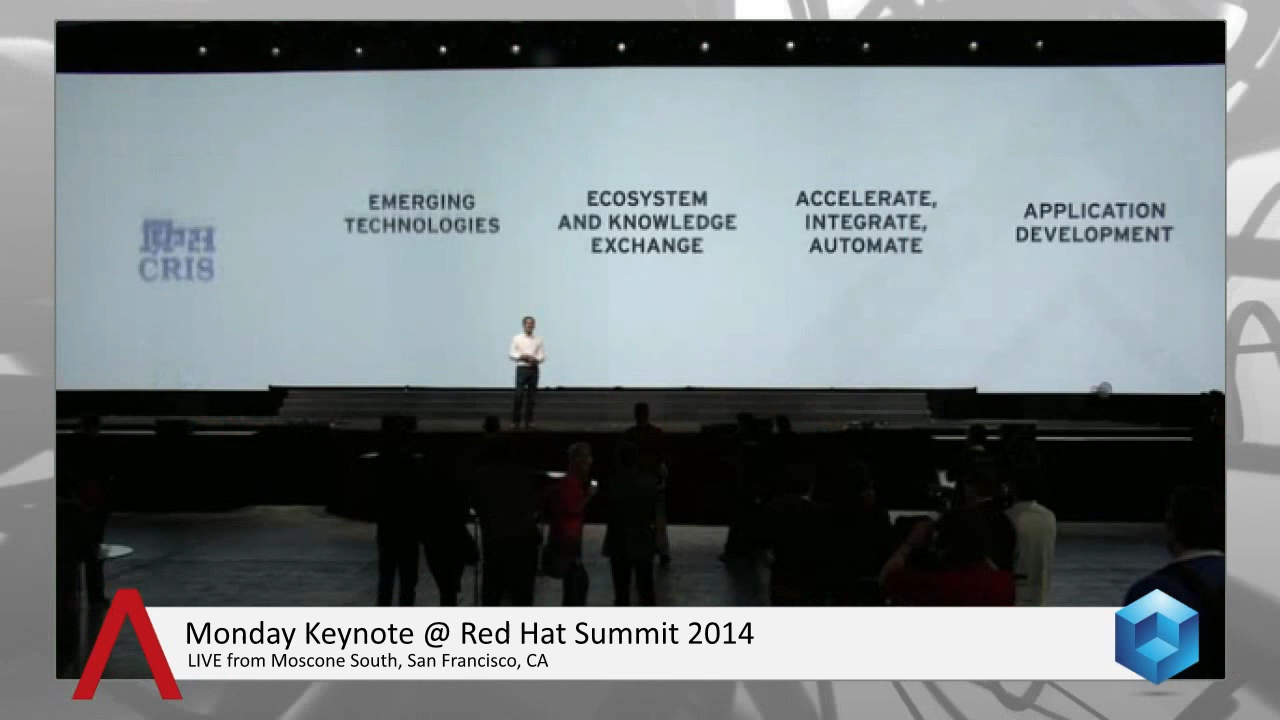 CRIS
EMERGING
TECHNOLOGIES
ECOSYSTEM
AND KNOWLEDGE
EXCHANGE
ACCELERATE,
INTEGRATE,
AUTOMATE
APPLICATION
DEVELOPMENT
Monday Keynote @ Red Hat Summit 2014
LIVE from Moscone South, San Francisco, CA